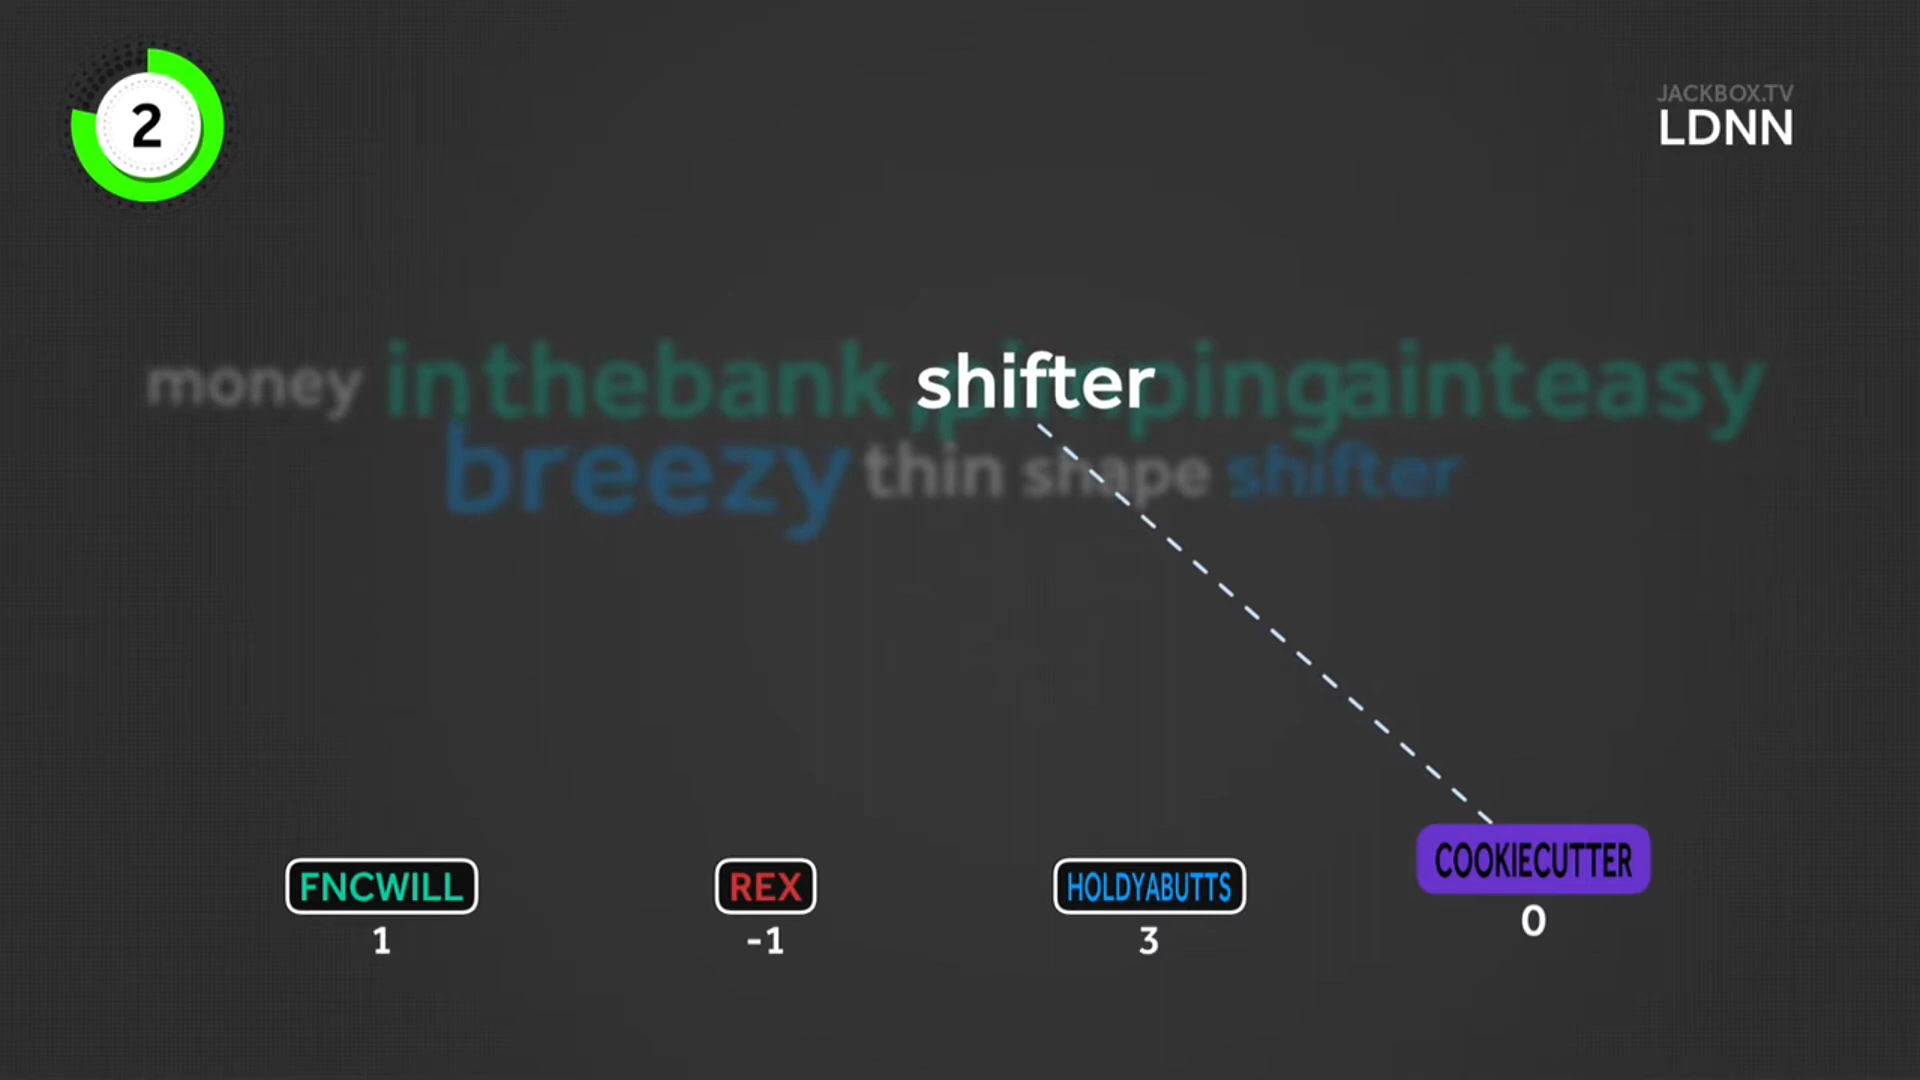 2
JACKBOX.TV
LDNN
shifter
money inthebank,pimpingainteasy
breezy thin shape shifter
FNCWILL REX HOLDYABUTTS COOKIECUTTER
1 -1 3 0